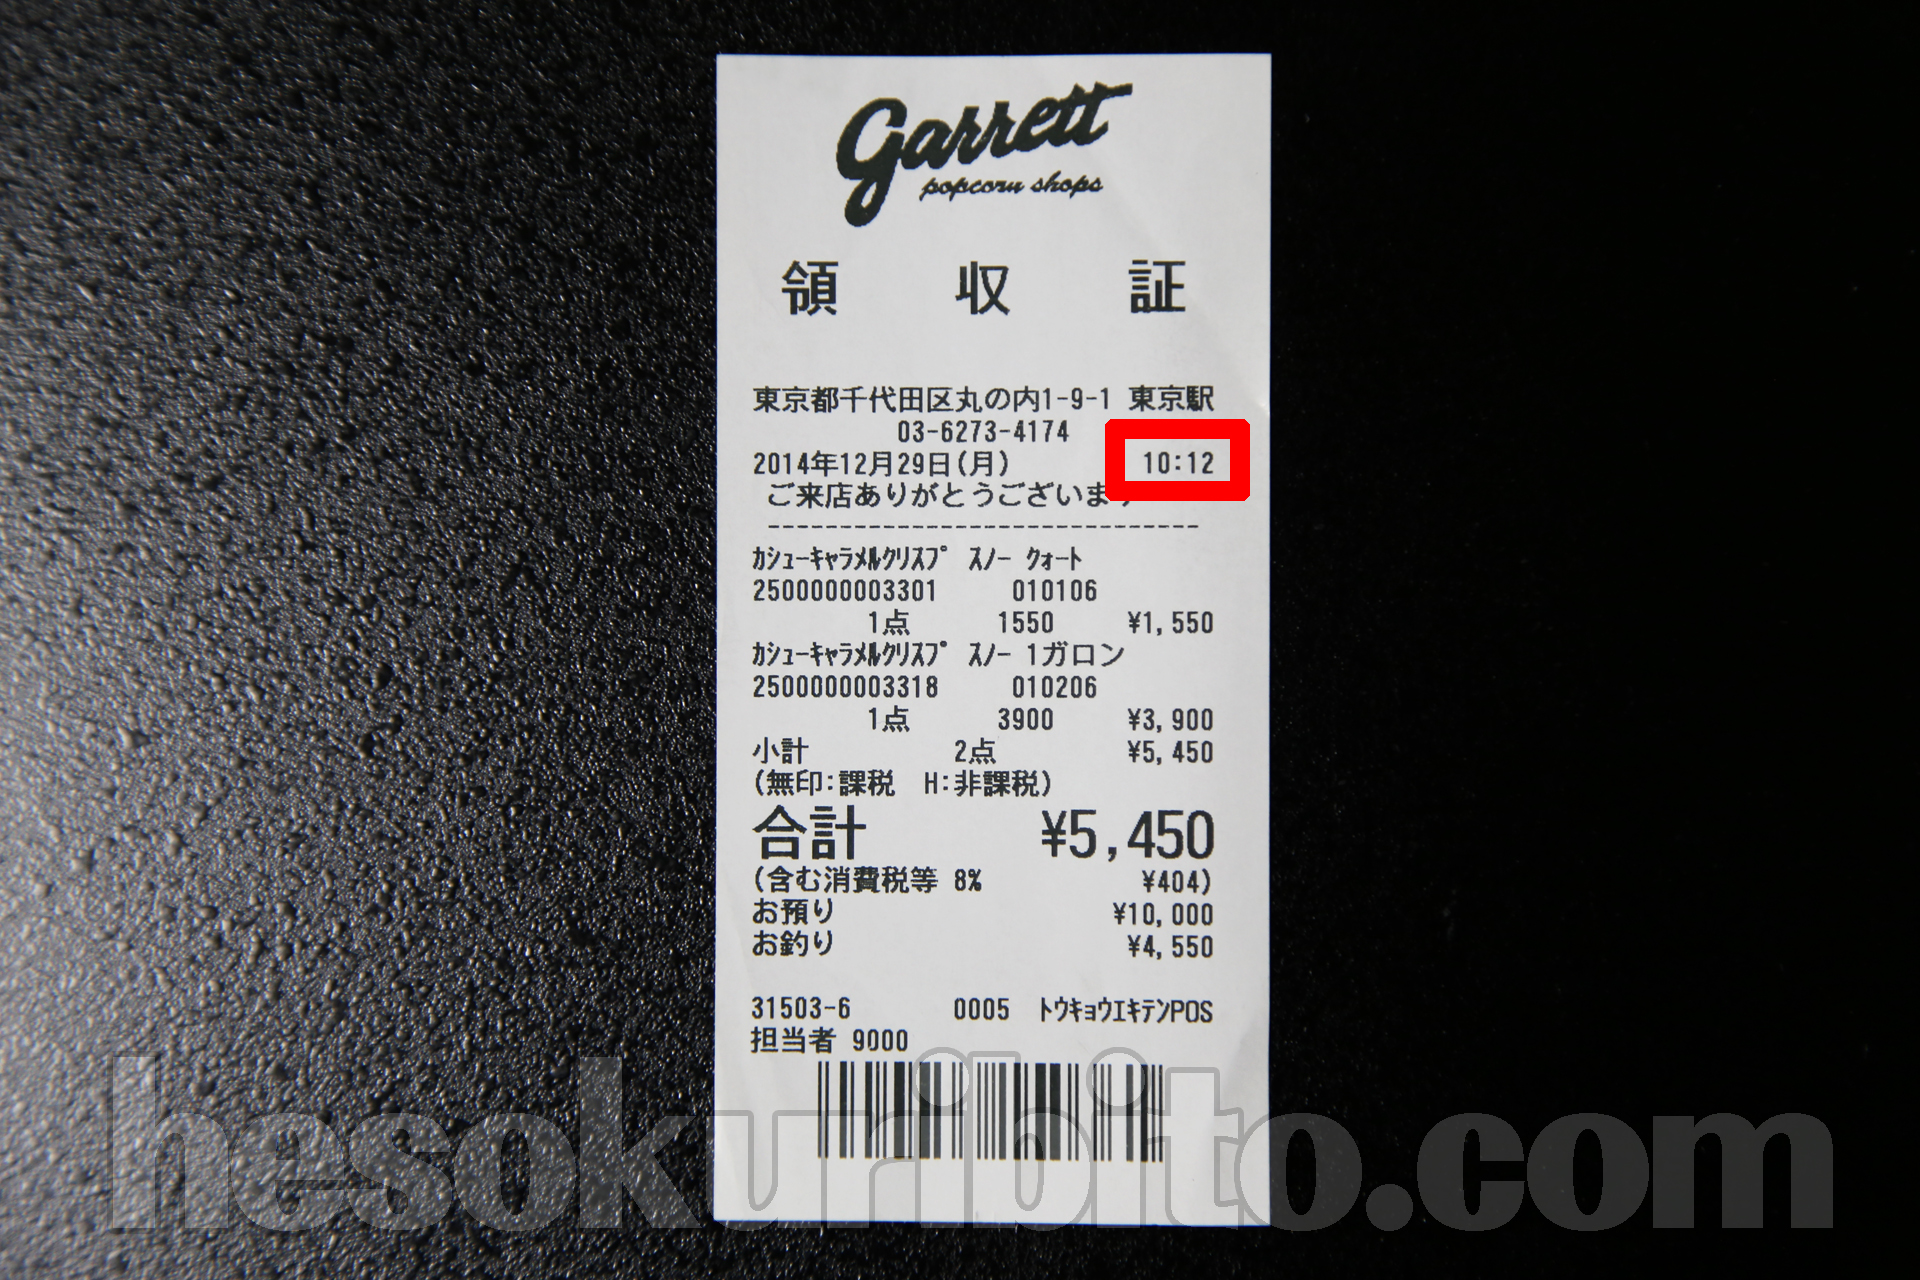 garrett
popcorn shops
領 収 証
東京都千代田区丸の内1-9-1 東京駅
03-6273-4174
2014年12月29日(月) 10:12
ご来店ありがとうございます
------------------------------
ｶｼｭｰｷｬﾗﾒﾙｸﾘｽﾌﾟ ｽﾉｰ ｸｫｰﾄ
2500000003301 010106
1点 1550 ¥1,550
ｶｼｭｰｷｬﾗﾒﾙｸﾘｽﾌﾟ ｽﾉｰ 1ガロン
2500000003318 010206
1点 3900 ¥3,900
小計 2点 ¥5,450
(無印:課税 H:非課税)
合計 ¥5,450
(含む消費税等 8% ¥404)
お預り ¥10,000
お釣り ¥4,550
31503-6 0005 ﾄｳｷｮｳｴｷﾃﾝPOS
担当者 9000
hesokuribito.com